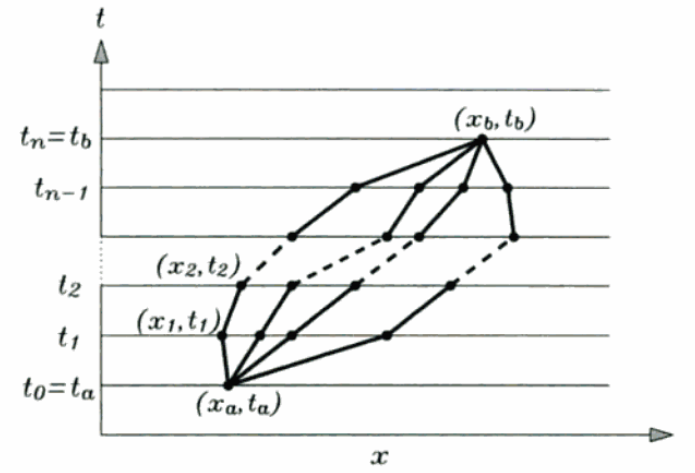 t
(x_b, t_b)
t_n = t_b
t_{n-1}
(x_2, t_2)
t_2
(x_1, t_1)
t_1
t_0 = t_a
(x_a, t_a)
x